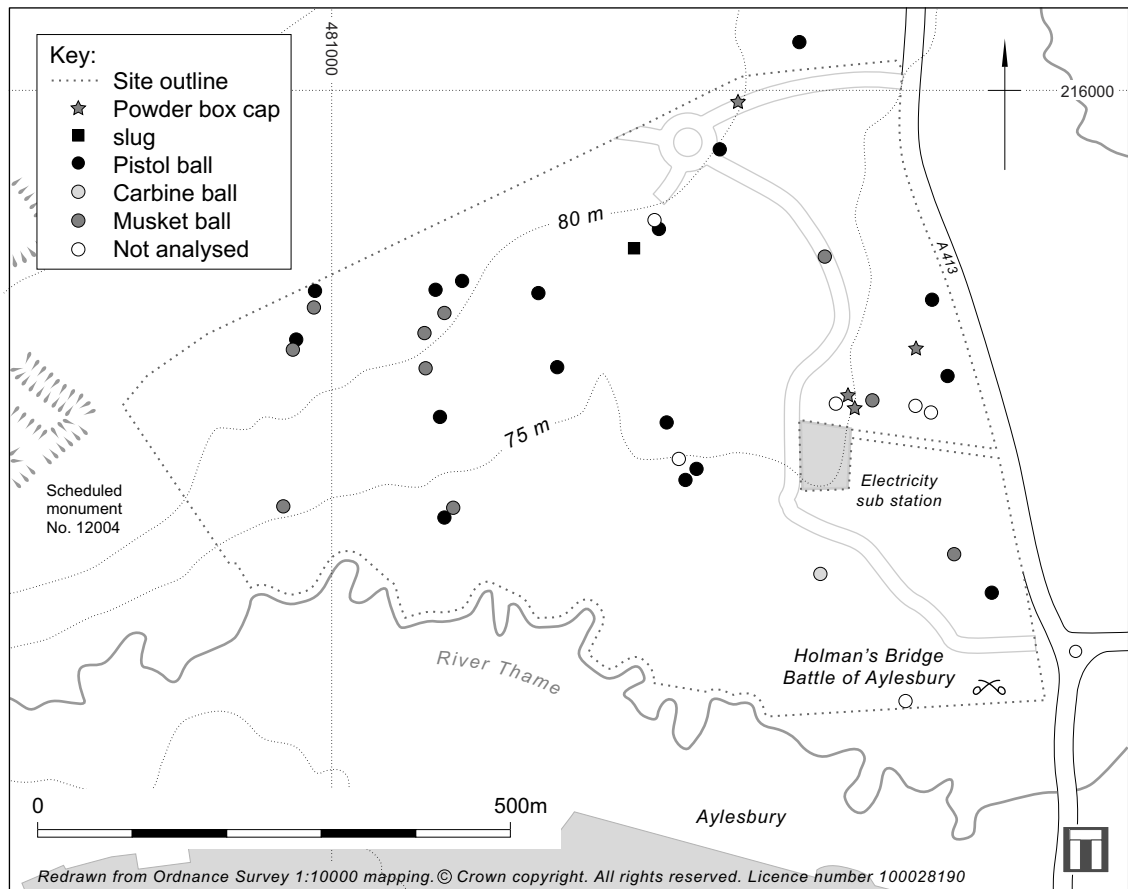 Key:
Site outline
Powder box cap
slug
Pistol ball
Carbine ball
Musket ball
Not analysed
481000
216000
A 413
80 m
75 m
Scheduled
monument
No. 12004
Electricity
sub station
River Thame
Holman's Bridge
Battle of Aylesbury
0 500m
Aylesbury
Redrawn from Ordnance Survey 1:10000 mapping. © Crown copyright. All rights reserved. Licence number 100028190